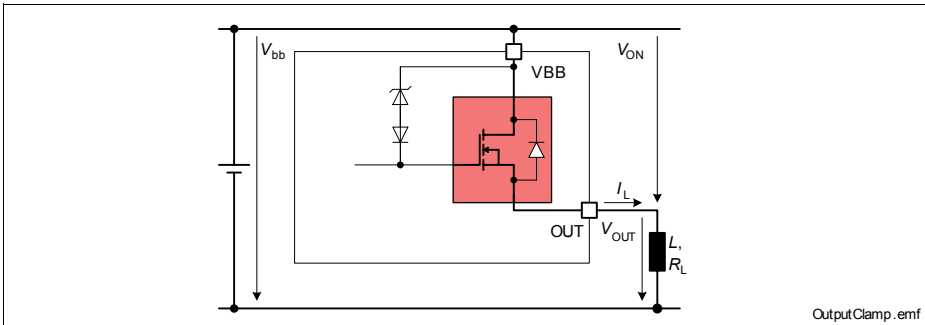 Vbb
VBB
VON
IL
OUT
VOUT
L,
RL
OutputClamp.emf